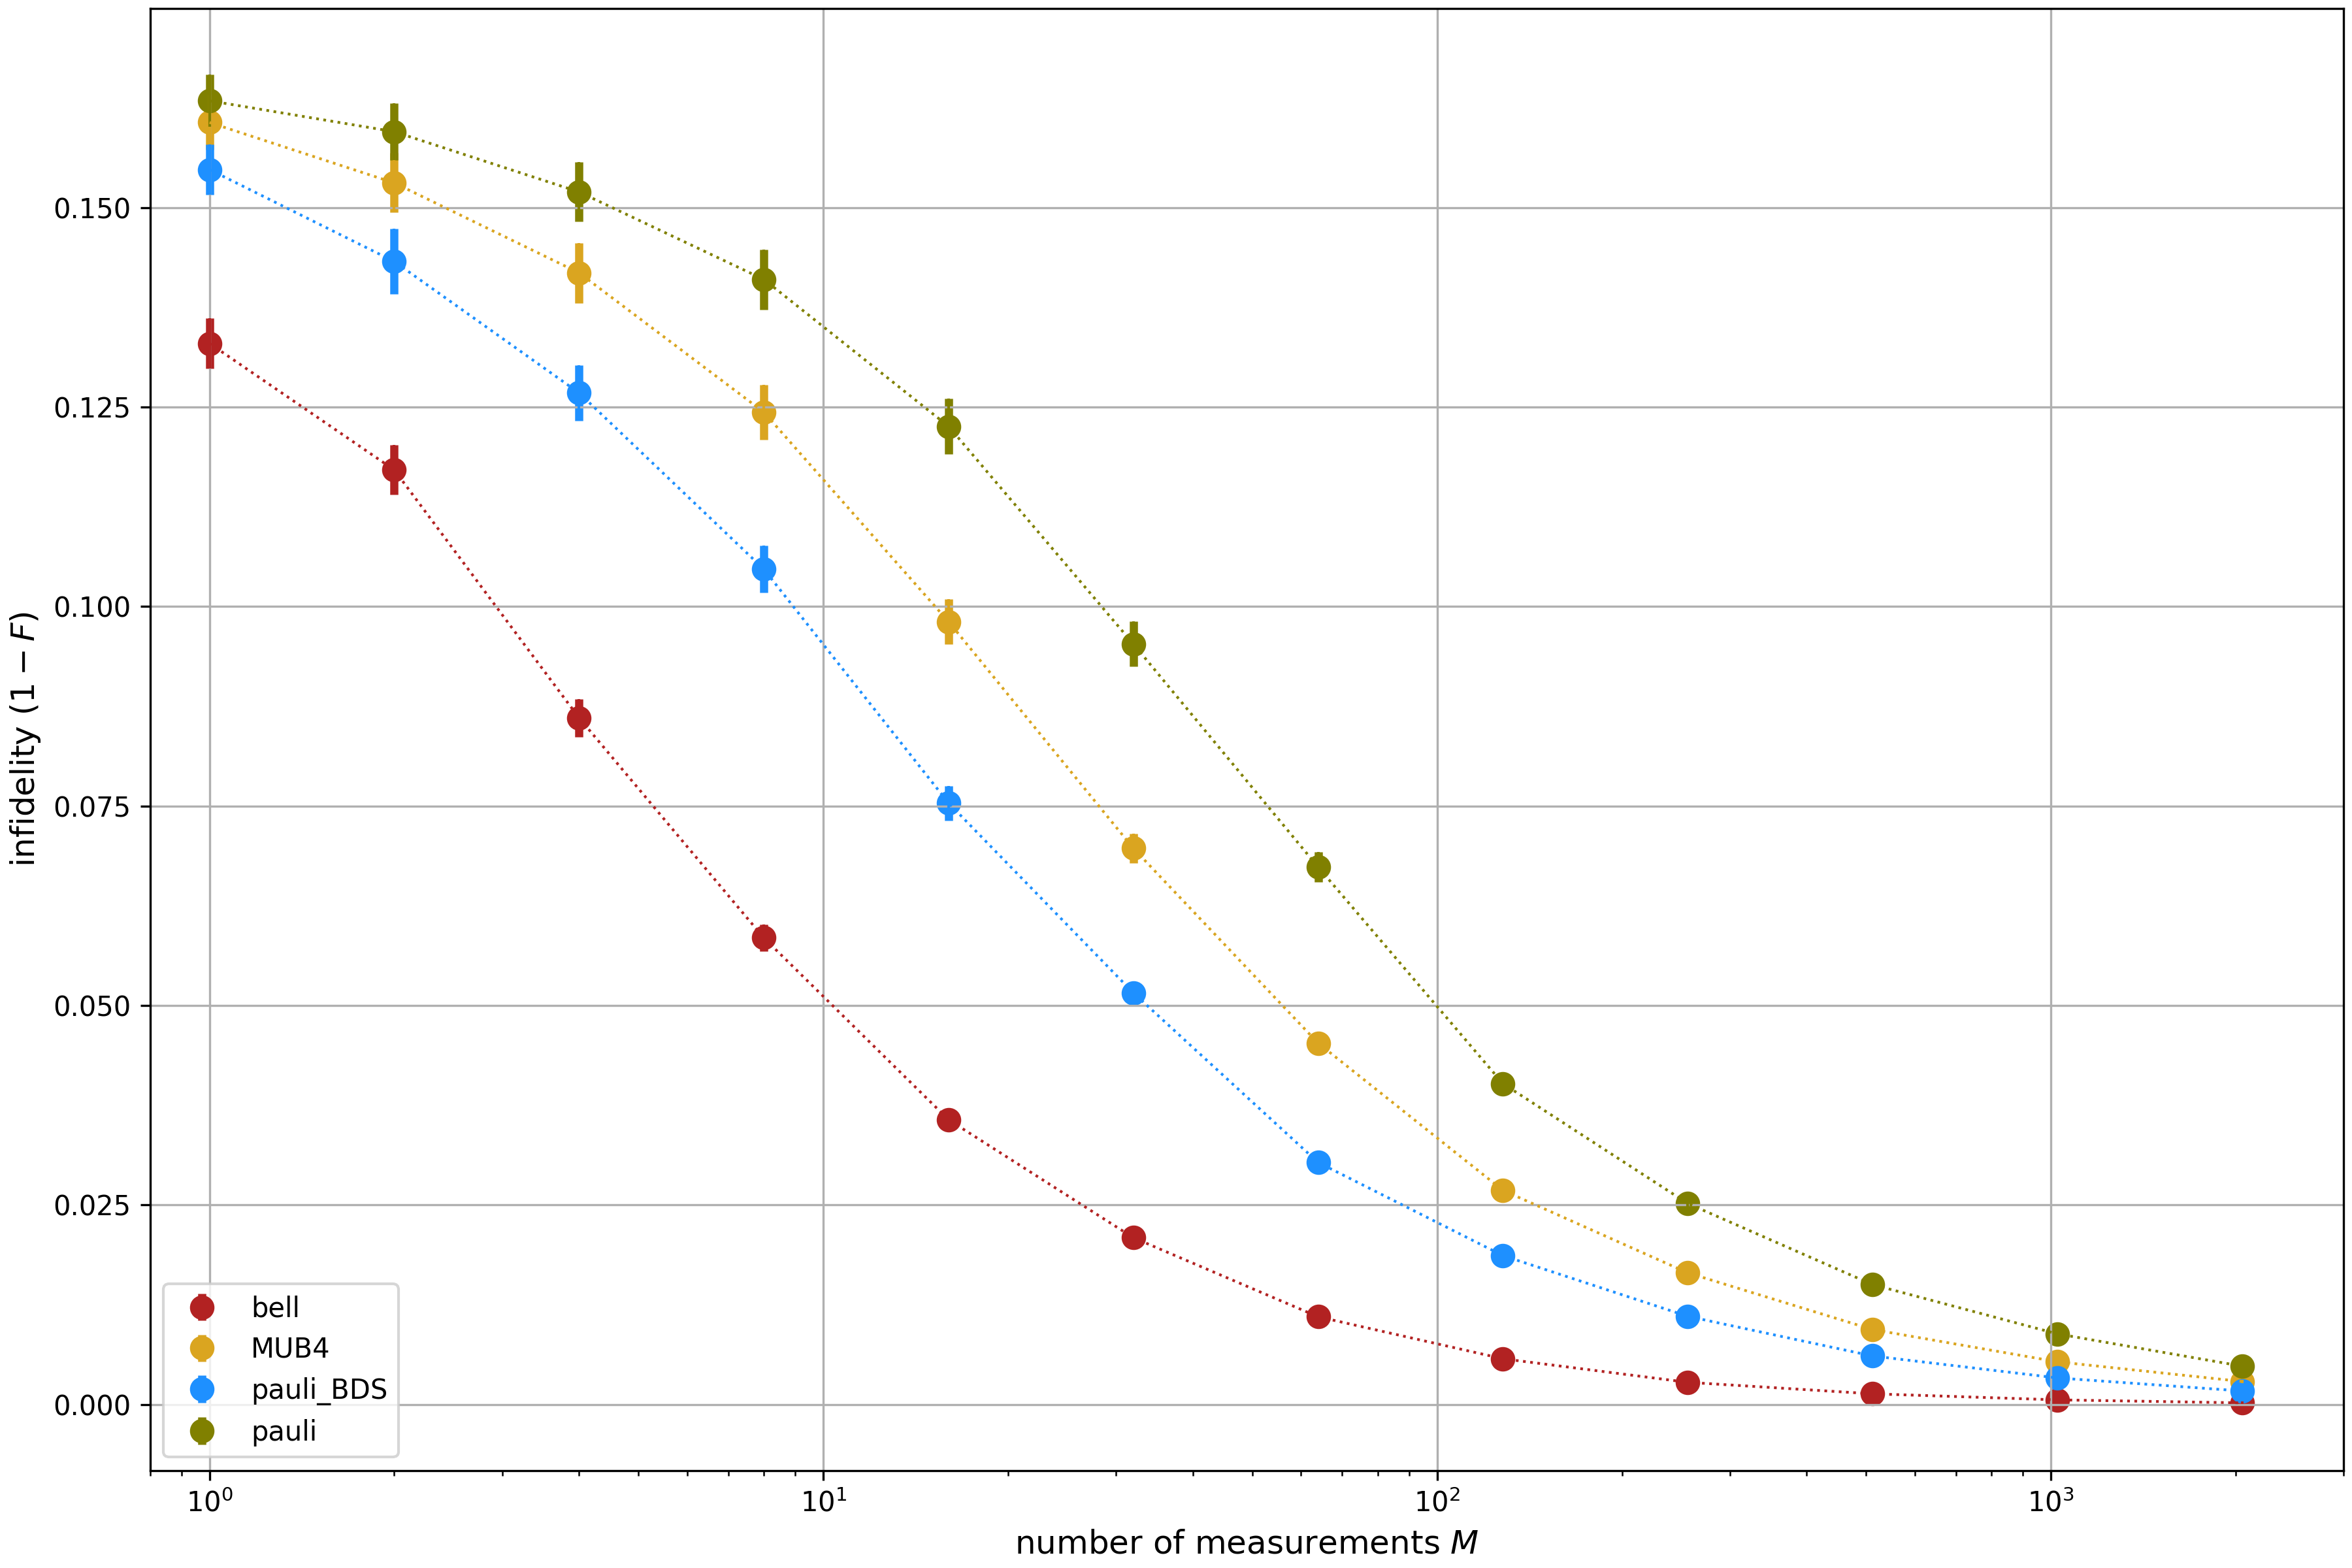 infidelity (1 − F)
0.150
0.125
0.100
0.075
0.050
0.025
0.000
bell
MUB4
pauli_BDS
pauli
10⁰
10¹
10²
10³
number of measurements M